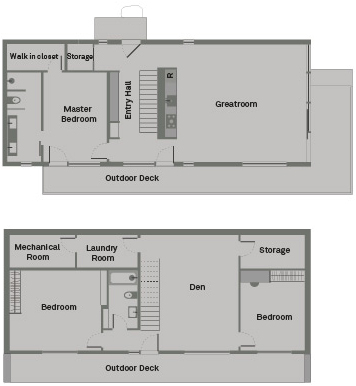 Walk in closet
Storage
Master
Bedroom
Entry Hall
R
Greatroom
Outdoor Deck
Mechanical
Room
Laundry
Room
Storage
Den
Bedroom
Bedroom
Outdoor Deck